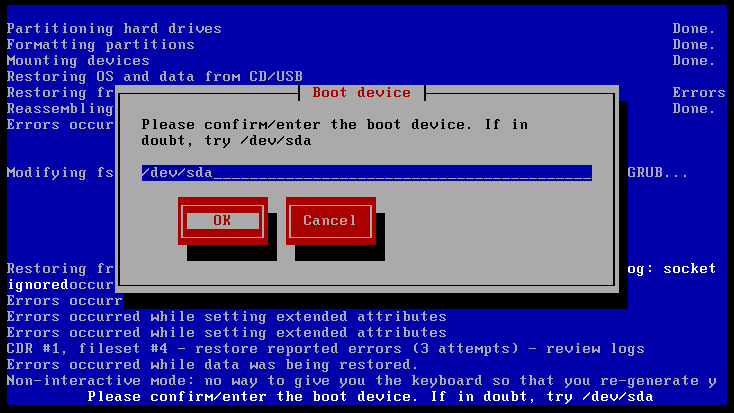 Partitioning hard drives Done.
Formatting partitions Done.
Mounting devices Done.
Restoring OS and data from CD/USB
Restoring fr Errors
Reassembling Done.
Errors occur
Boot device
Please confirm/enter the boot device. If in
doubt, try /dev/sda
Modifying fs GRUB...
/dev/sda
OK Cancel
Restoring fr og: socket
ignoredoccur
Errors occurr
Errors occurred while setting extended attributes
Errors occurred while setting extended attributes
CDR #1, fileset #4 - restore reported errors (3 attempts) - review logs
Errors occurred while data was being restored.
Non-interactive mode: no way to give you the keyboard so that you re-generate y
Please confirm/enter the boot device. If in doubt, try /dev/sda